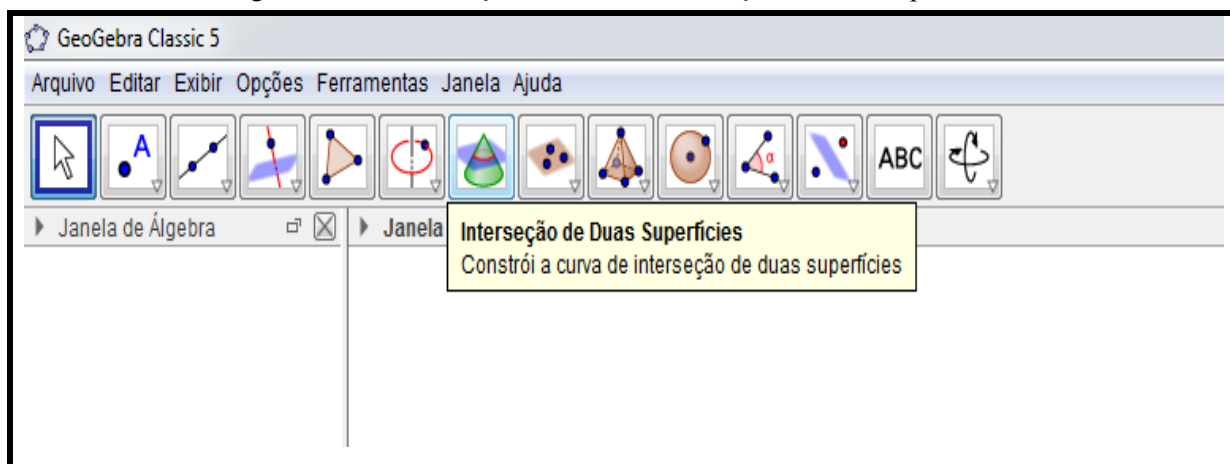 GeoGebra Classic 5
Arquivo Editar Exibir Opções Ferramentas Janela Ajuda
A α ABC
Janela de Álgebra Janela
Interseção de Duas Superfícies
Constrói a curva de interseção de duas superfícies